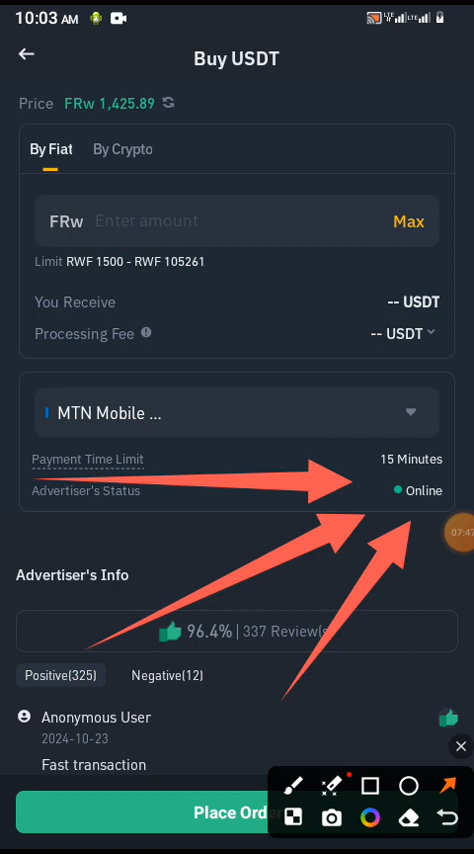 10:03 AM
LTE LTE
Buy USDT
Price FRw 1,425.89
By Fiat By Crypto
FRw Enter amount Max
Limit RWF 1500 - RWF 105261
You Receive -- USDT
Processing Fee -- USDT
MTN Mobile ...
Payment Time Limit 15 Minutes
Advertiser's Status Online
07:47
Advertiser's Info
96.4% | 337 Review(s
Positive(325) Negative(12)
Anonymous User
2024-10-23
Fast transaction
Place Orde